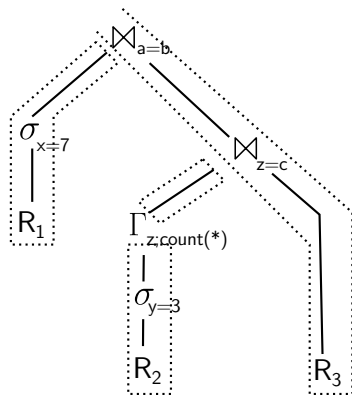 ⋈a=b
σx=7
⋈z=c
R1
Γz;count(*)
σy=3
R2
R3